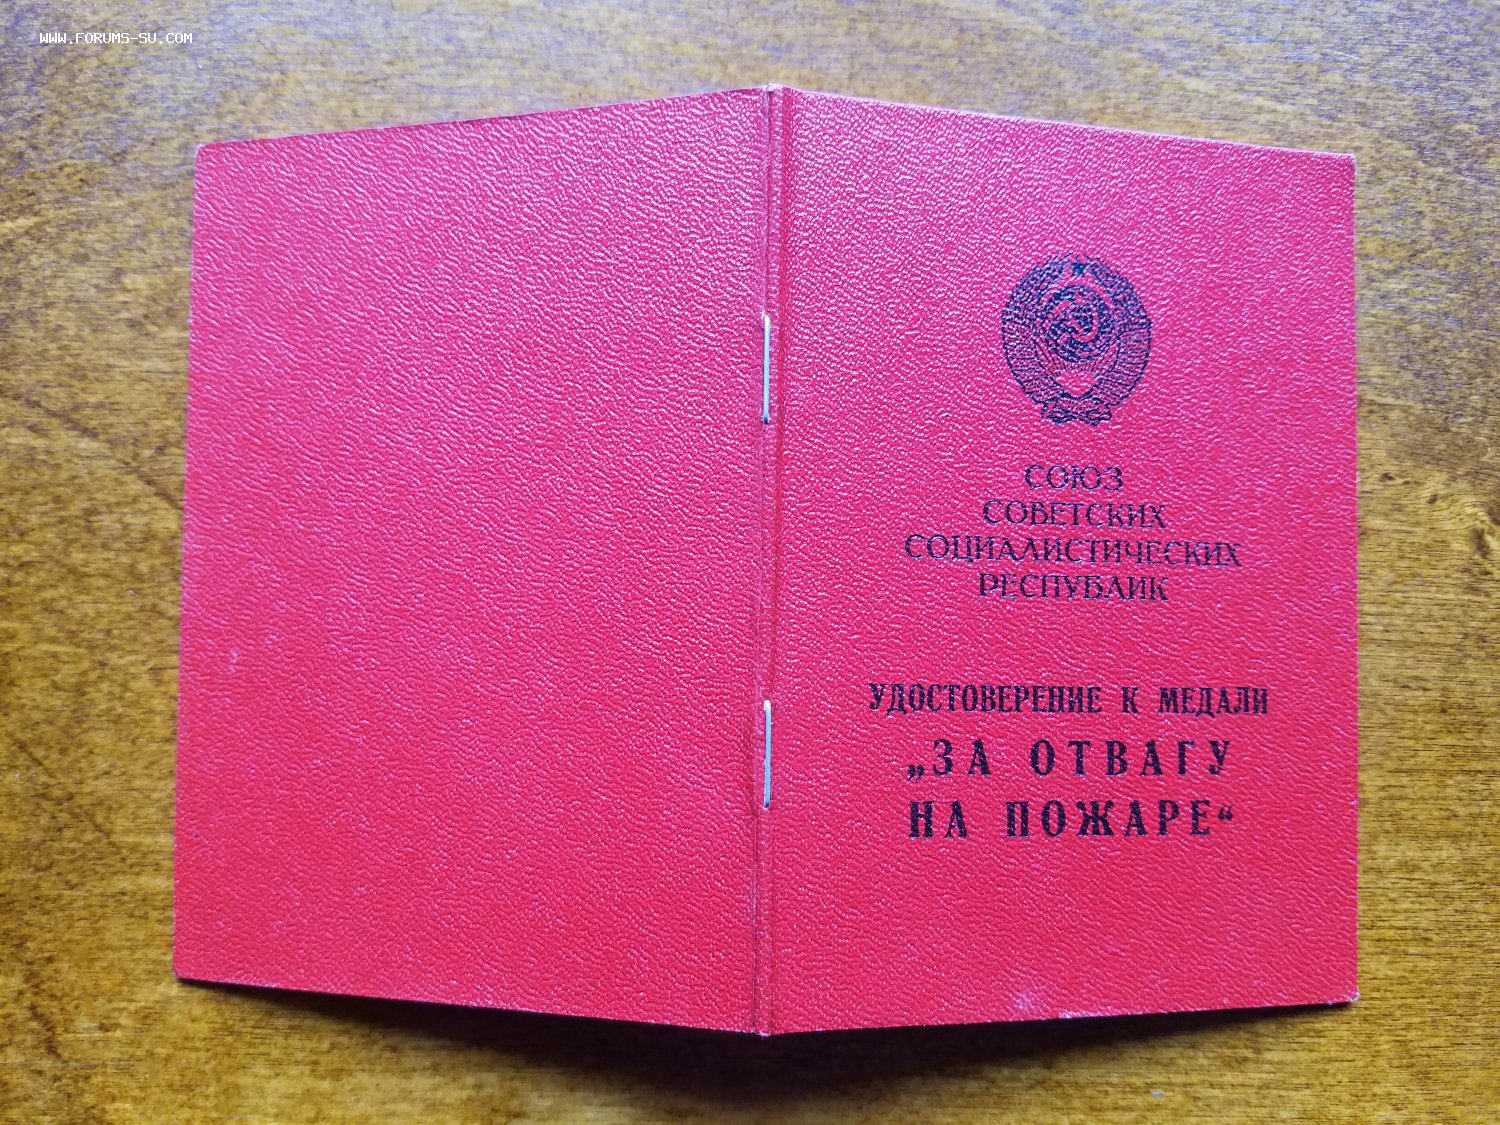 WWW.FORUMS-SU.COM
СОЮЗ
СОВЕТСКИХ
СОЦИАЛИСТИЧЕСКИХ
РЕСПУБЛИК
УДОСТОВЕРЕНИЕ К МЕДАЛИ
„ЗА ОТВАГУ
НА ПОЖАРЕ“